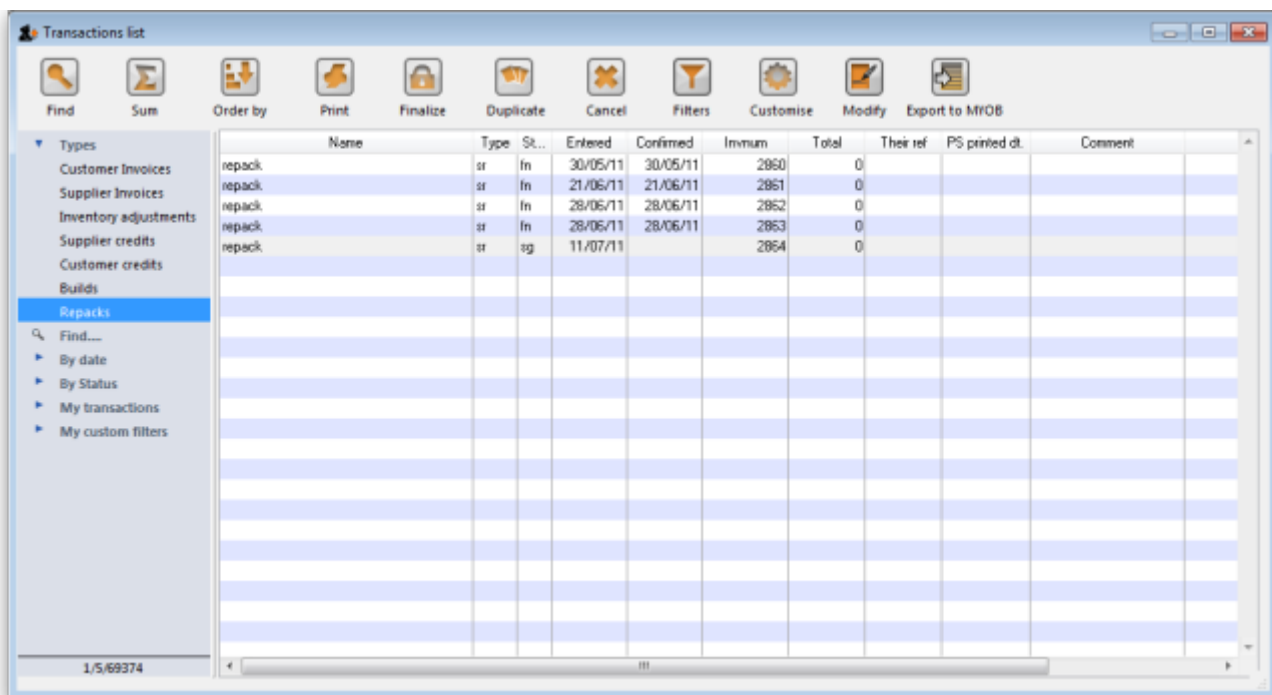 Transactions list
Find Sum Order by Print Finalize Duplicate Cancel Filters Customise Modify Export to MYOB
Types
Customer Invoices
Supplier Invoices
Inventory adjustments
Supplier credits
Customer credits
Builds
Repacks
Find....
By date
By Status
My transactions
My custom filters
1/5/69374
Name Type St... Entered Confirmed Invnum Total Their ref PS printed dt. Comment
repack sr fn 30/05/11 30/05/11 2860 0
repack sr fn 21/06/11 21/06/11 2861 0
repack sr fn 28/06/11 28/06/11 2862 0
repack sr fn 28/06/11 28/06/11 2863 0
repack sr sg 11/07/11 2864 0